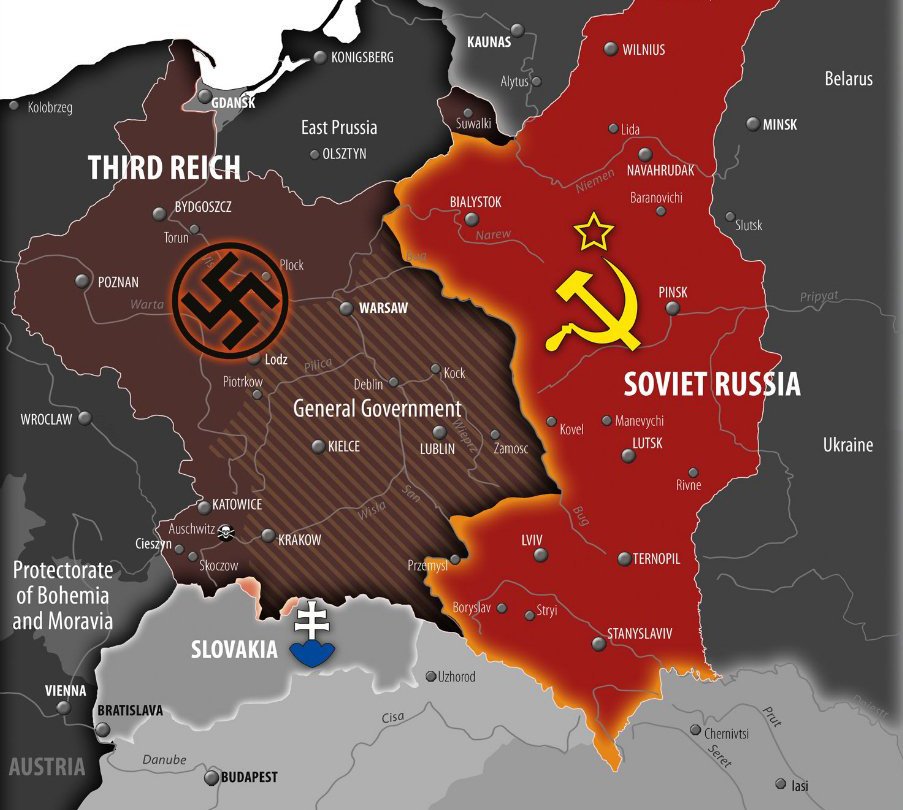 KAUNAS
WILNIUS
KONIGSBERG
Belarus
Alytus
Kolobrzeg
GDANSK
Suwalki
MINSK
East Prussia
Lida
OLSZTYN
THIRD REICH
NAVAHRUDAK
Niemen
Baranovichi
BIALYSTOK
BYDGOSZCZ
Slutsk
Torun
Narew
Bug
Plock
POZNAN
PINSK
Pripyat
Warta
WARSAW
Lodz
Pilica
Kock
Piotrkow
Deblin
SOVIET RUSSIA
General Government
WROCLAW
Kovel
Manevychi
KIELCE
LUBLIN
Wieprz
Zamosc
LUTSK
Ukraine
Rivne
San
KATOWICE
Wisla
Bug
Auschwitz
KRAKOW
Cieszyn
LVIV
Skoczow
Przemysl
TERNOPIL
Protectorate
of Bohemia
and Moravia
Boryslav
Stryi
STANYSLAVIV
SLOVAKIA
Uzhorod
VIENNA
BRATISLAVA
Cisa
Prut
Dniestr
Chernivtsi
Seret
Danube
AUSTRIA
BUDAPEST
Iasi